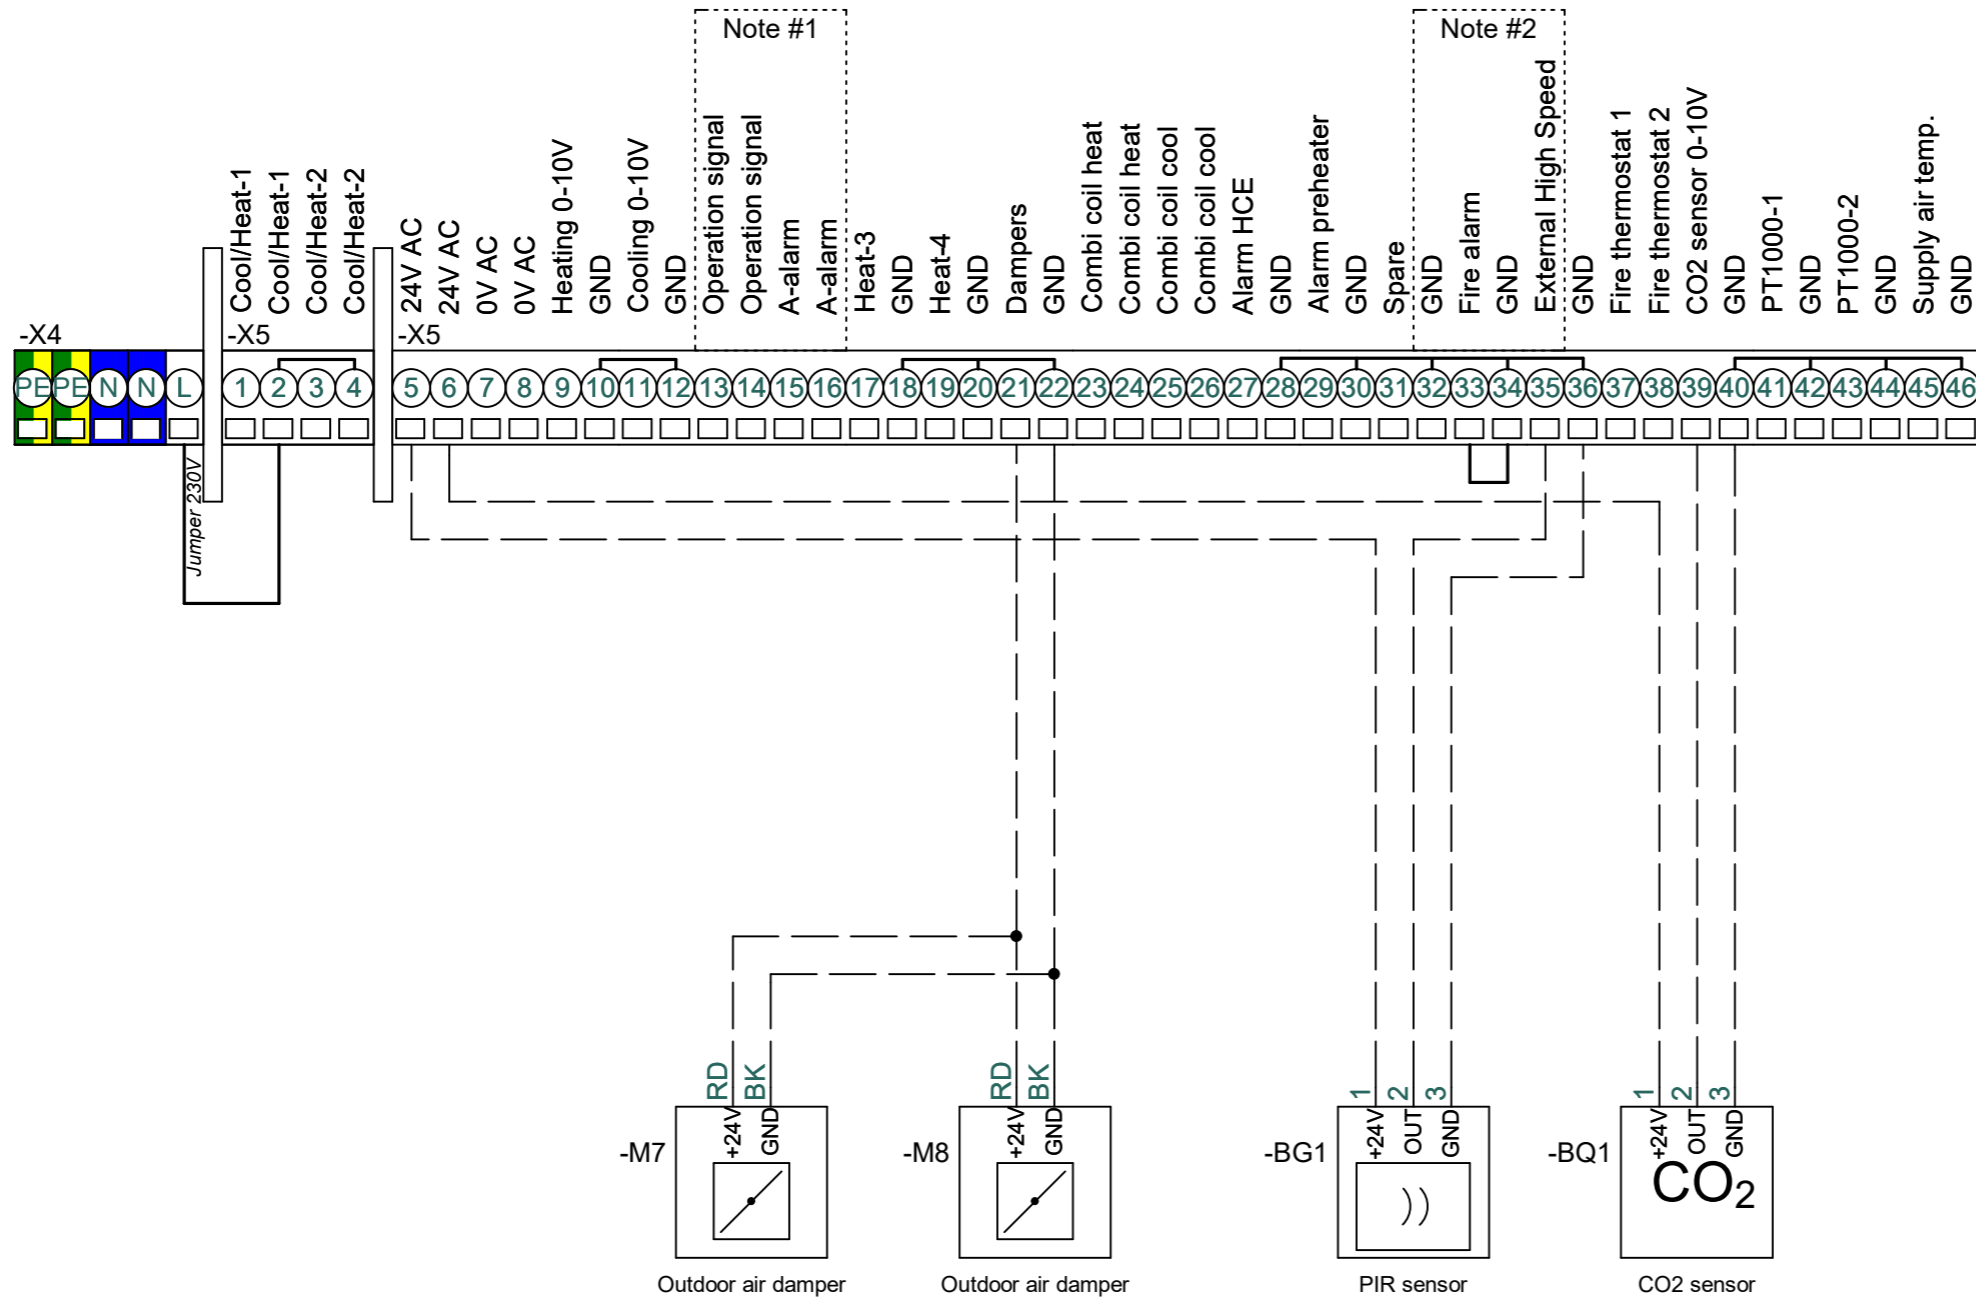 Note #1
Note #2
Cool/Heat-1
Cool/Heat-1
Cool/Heat-2
Cool/Heat-2
24V AC
24V AC
0V AC
0V AC
Heating 0-10V
GND
Cooling 0-10V
GND
Operation signal
Operation signal
A-alarm
A-alarm
Heat-3
GND
Heat-4
GND
Dampers
GND
Combi coil heat
Combi coil heat
Combi coil cool
Combi coil cool
Alarm HCE
GND
Alarm preheater
GND
Spare
GND
Fire alarm
GND
External High Speed
GND
Fire thermostat 1
Fire thermostat 2
CO2 sensor 0-10V
GND
PT1000-1
GND
PT1000-2
GND
Supply air temp.
GND
-X4
-X5
-X5
PE PE N N L 1 2 3 4 5 6 7 8 9 10 11 12 13 14 15 16 17 18 19 20 21 22 23 24 25 26 27 28 29 30 31 32 33 34 35 36 37 38 39 40 41 42 43 44 45 46
Jumper 230V
RD
BK
RD
BK
1
2
3
1
2
3
+24V
GND
+24V
GND
+24V
OUT
GND
+24V
OUT
GND
-M7
-M8
-BG1
-BQ1
))
CO₂
Outdoor air damper
Outdoor air damper
PIR sensor
CO2 sensor